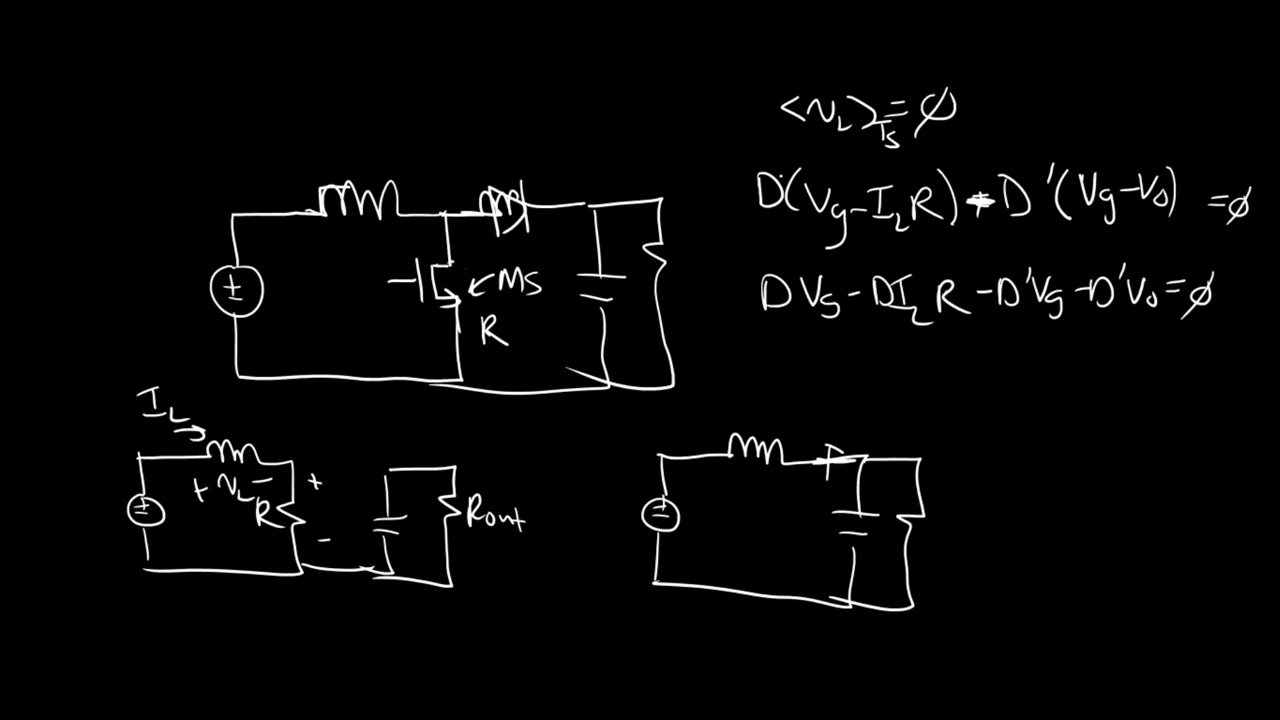 <v_L>_Ts = ∅
D(Vg - I_L R) + D'(Vg - Vo) = ∅
DVg - DI_L R - D'Vg - D'Vo = ∅
MS
R
I_L
+ v_L -
+
R
-
Rout